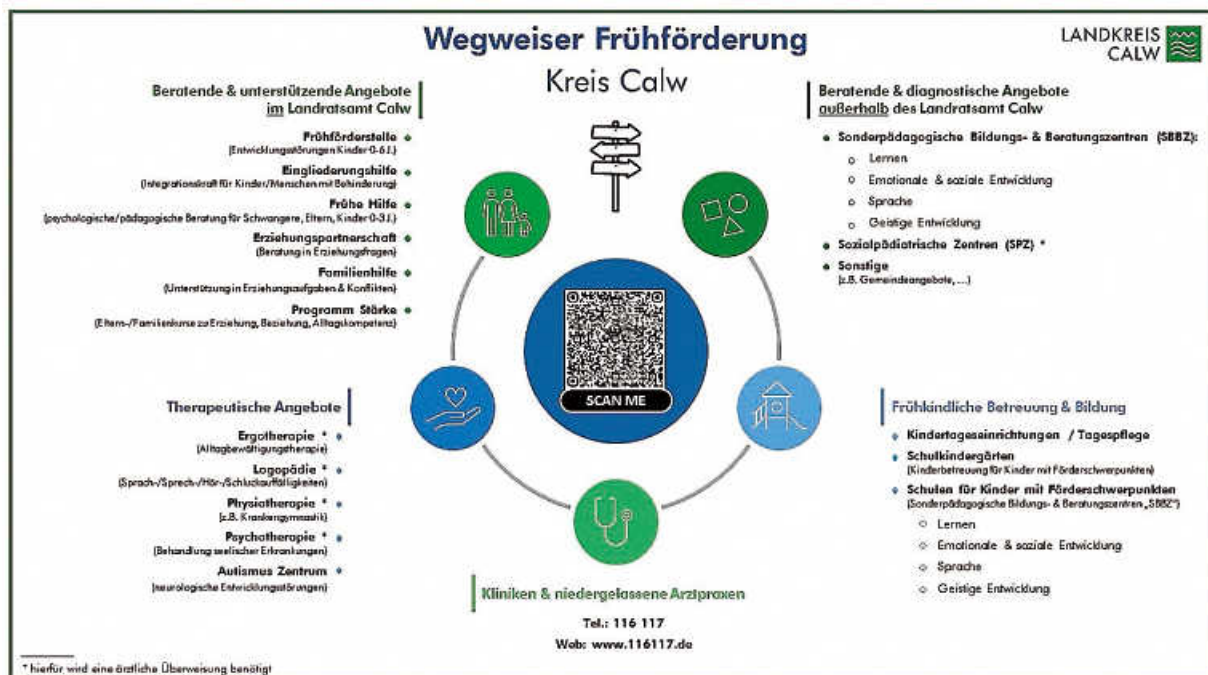 Wegweiser Frühförderung
Kreis Calw
LANDKREIS
CALW
Beratende & unterstützende Angebote
im Landratsamt Calw
Frühförderstelle
(Entwicklungsstörungen Kinder 0-6J.)
Eingliederungshilfe
(Integrationskraft für Kinder/Menschen mit Behinderung)
Frühe Hilfe
(psychologische/pädagogische Beratung für Schwangere, Eltern, Kinder 0-3J.)
Erziehungspartnerschaft
(Beratung in Erziehungsfragen)
Familienhilfe
(Unterstützung in Erziehungsaufgaben & Konflikten)
Programm Stärke
(Eltern-/Familienkurse zu Erziehung, Beziehung, Alltagskompetenz)
Beratende & diagnostische Angebote
außerhalb des Landratsamt Calw
Sonderpädagogische Bildungs- & Beratungszentren (SBBZ):
Lernen
Emotionale & soziale Entwicklung
Sprache
Geistige Entwicklung
Sozialpädiatrische Zentren (SPZ) *
Sonstige
(z.B. Gemeindeangebote, ...)
SCAN ME
Therapeutische Angebote
Ergotherapie *
(Alltagbewältigungstherapie)
Logopädie *
(Sprach-/Sprech-/Hör-/Schluckauffälligkeiten)
Physiotherapie *
(z.B. Krankengymnastik)
Psychotherapie *
(Behandlung seelischer Erkrankungen)
Autismus Zentrum
(neurologische Entwicklungsstörungen)
Frühkindliche Betreuung & Bildung
Kindertageseinrichtungen / Tagespflege
Schulkindergärten
(Kinderbetreuung für Kinder mit Förderschwerpunkten)
Schulen für Kinder mit Förderschwerpunkten
(Sonderpädagogische Bildungs- & Beratungszentren „SBBZ“)
Lernen
Emotionale & soziale Entwicklung
Sprache
Geistige Entwicklung
Kliniken & niedergelassene Arztpraxen
Tel.: 116 117
Web: www.116117.de
* hierfür wird eine ärztliche Überweisung benötigt